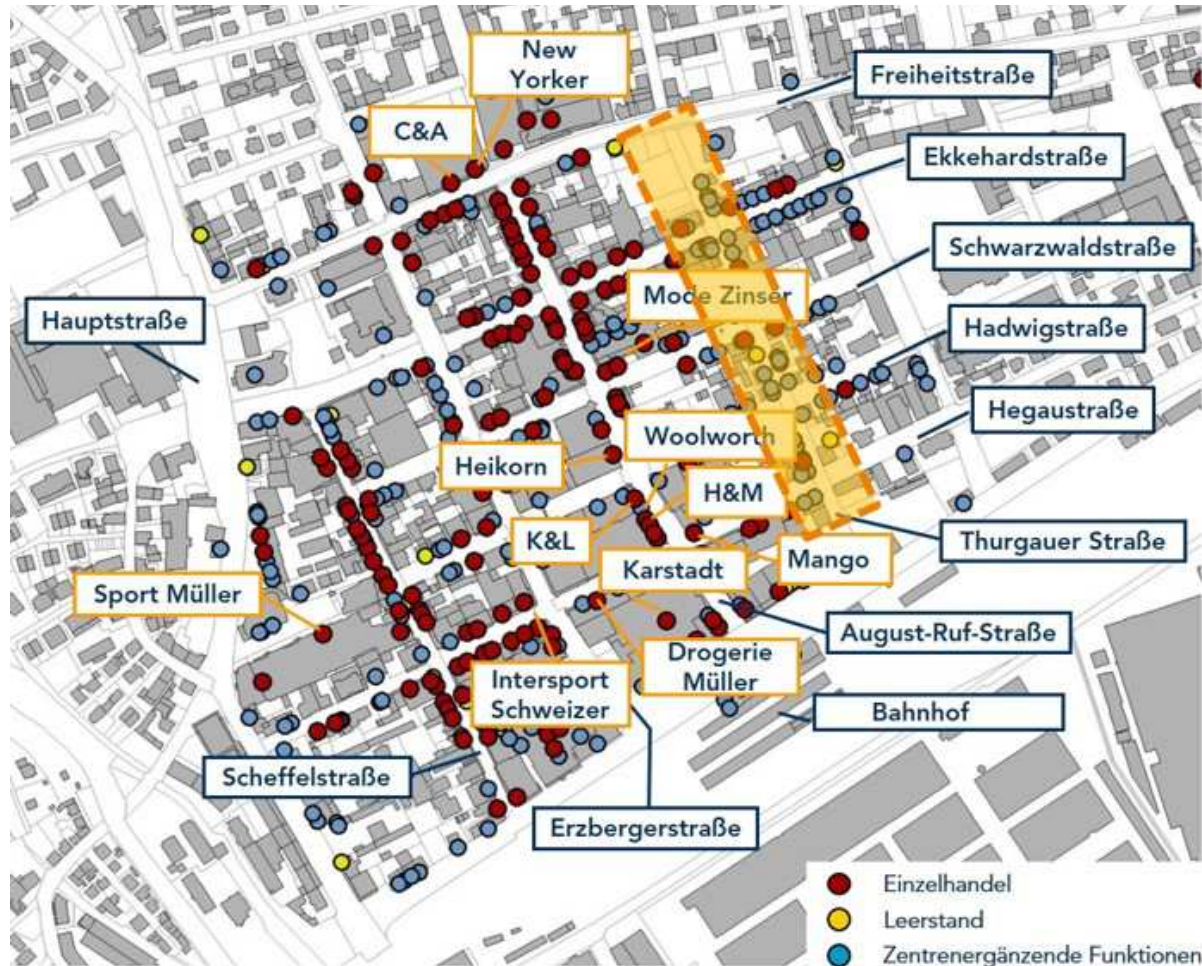 New
Yorker
Freiheitstraße
C&A
Ekkehardstraße
Schwarzwaldstraße
Mode Zinser
Hauptstraße
Hadwigstraße
Hegaustraße
Woolworth
Heikorn
H&M
K&L
Thurgauer Straße
Mango
Karstadt
Sport Müller
August-Ruf-Straße
Drogerie
Müller
Intersport
Schweizer
Bahnhof
Scheffelstraße
Erzbergerstraße
Einzelhandel
Leerstand
Zentrenergänzende Funktionen